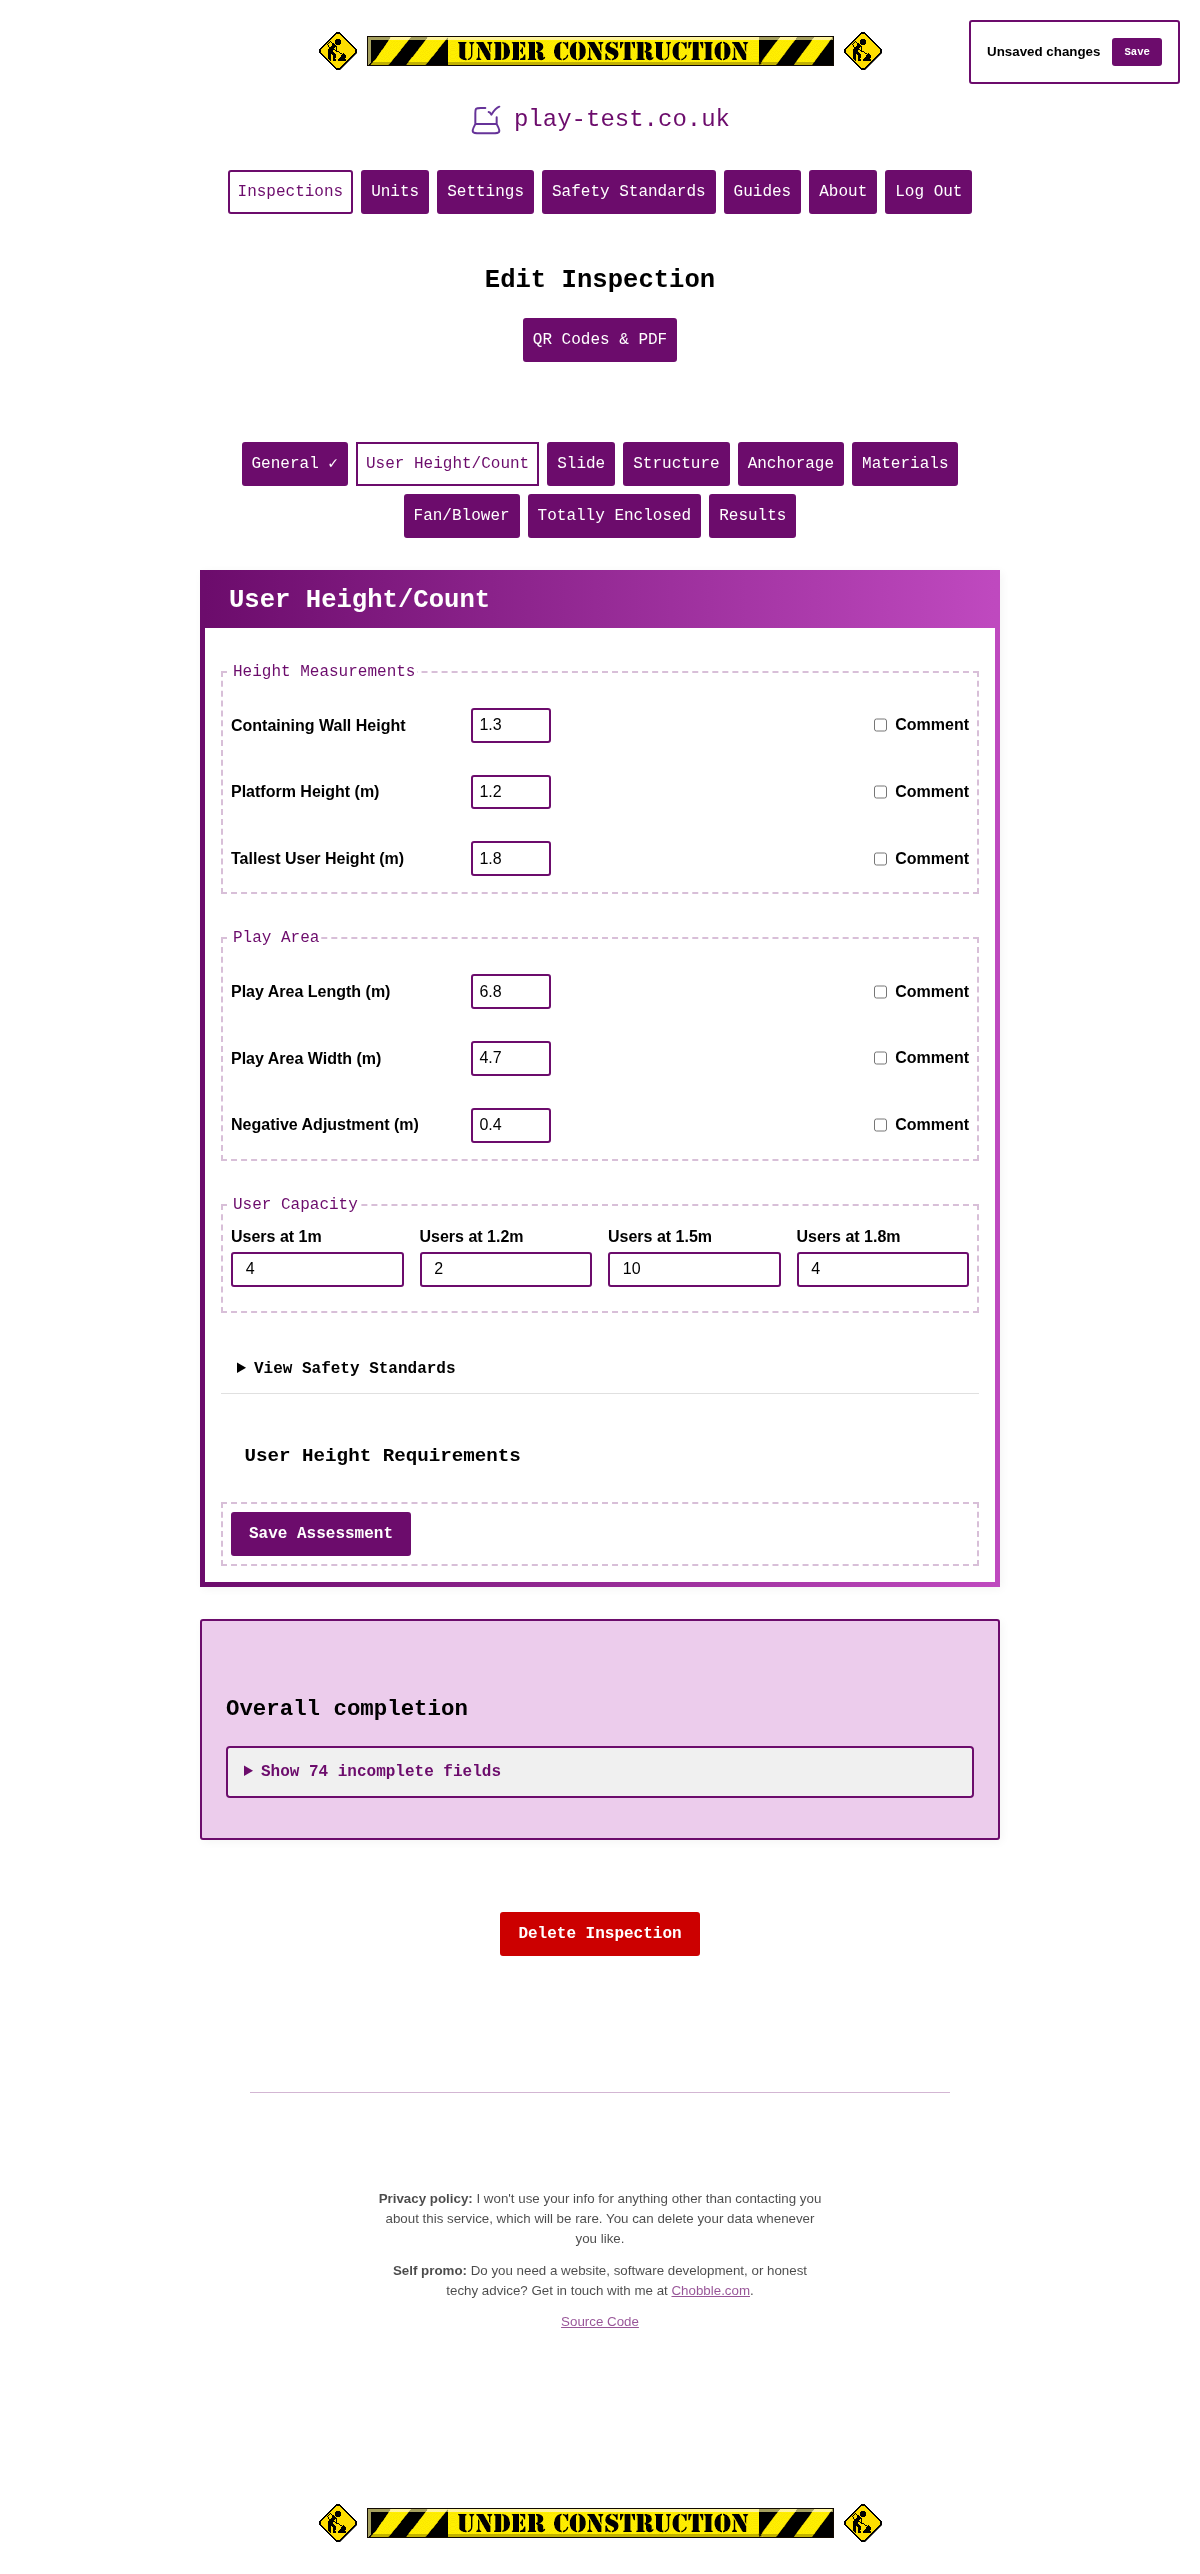 UNDER CONSTRUCTION
Unsaved changes Save
play-test.co.uk
Inspections Units Settings Safety Standards Guides About Log Out
Edit Inspection
QR Codes & PDF
General ✓ User Height/Count Slide Structure Anchorage Materials
Fan/Blower Totally Enclosed Results
User Height/Count
Height Measurements
Containing Wall Height 1.3 Comment
Platform Height (m) 1.2 Comment
Tallest User Height (m) 1.8 Comment
Play Area
Play Area Length (m) 6.8 Comment
Play Area Width (m) 4.7 Comment
Negative Adjustment (m) 0.4 Comment
User Capacity
Users at 1m Users at 1.2m Users at 1.5m Users at 1.8m
4 2 10 4
▶ View Safety Standards
User Height Requirements
Save Assessment
Overall completion
▶ Show 74 incomplete fields
Delete Inspection
Privacy policy: I won't use your info for anything other than contacting you
about this service, which will be rare. You can delete your data whenever
you like.
Self promo: Do you need a website, software development, or honest
techy advice? Get in touch with me at Chobble.com.
Source Code
UNDER CONSTRUCTION